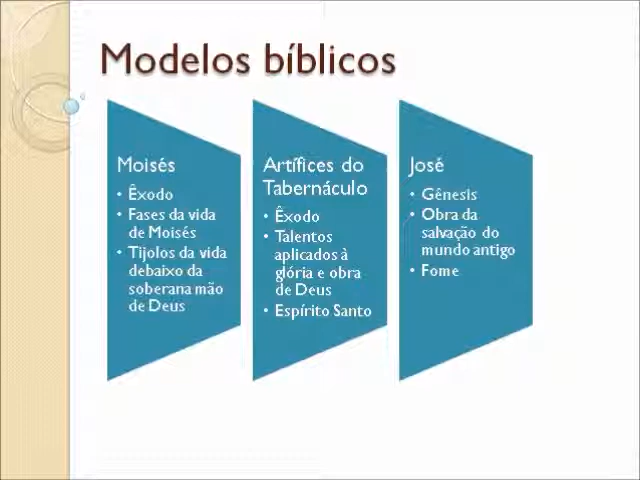 Modelos bíblicos
Moisés
• Êxodo
• Fases da vida
de Moisés
• Tijolos da vida
debaixo da
soberana mão
de Deus
Artífices do
Tabernáculo
• Êxodo
• Talentos
aplicados à
glória e obra
de Deus
• Espírito Santo
José
• Gênesis
• Obra da
salvação do
mundo antigo
• Fome